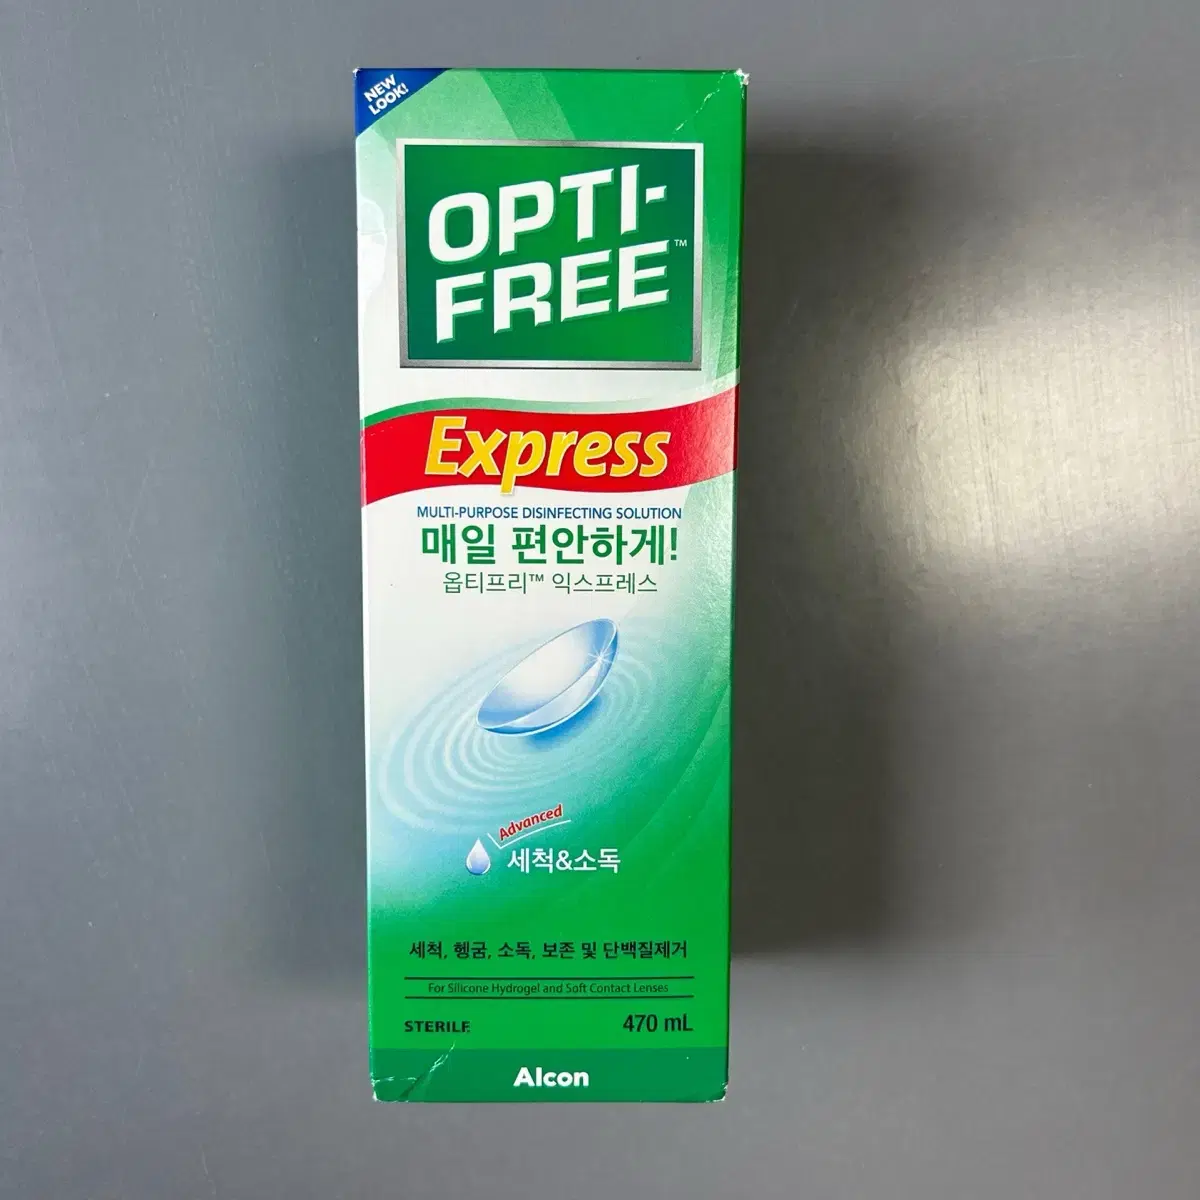 NEW
LOOK!
OPTI-
FREE™
Express
MULTI-PURPOSE DISINFECTING SOLUTION
매일 편안하게!
옵티프리™ 익스프레스
Advanced
세척&소독
세척, 헹굼, 소독, 보존 및 단백질제거
For Silicone Hydrogel and Soft Contact Lenses
STERILE 470 mL
Alcon